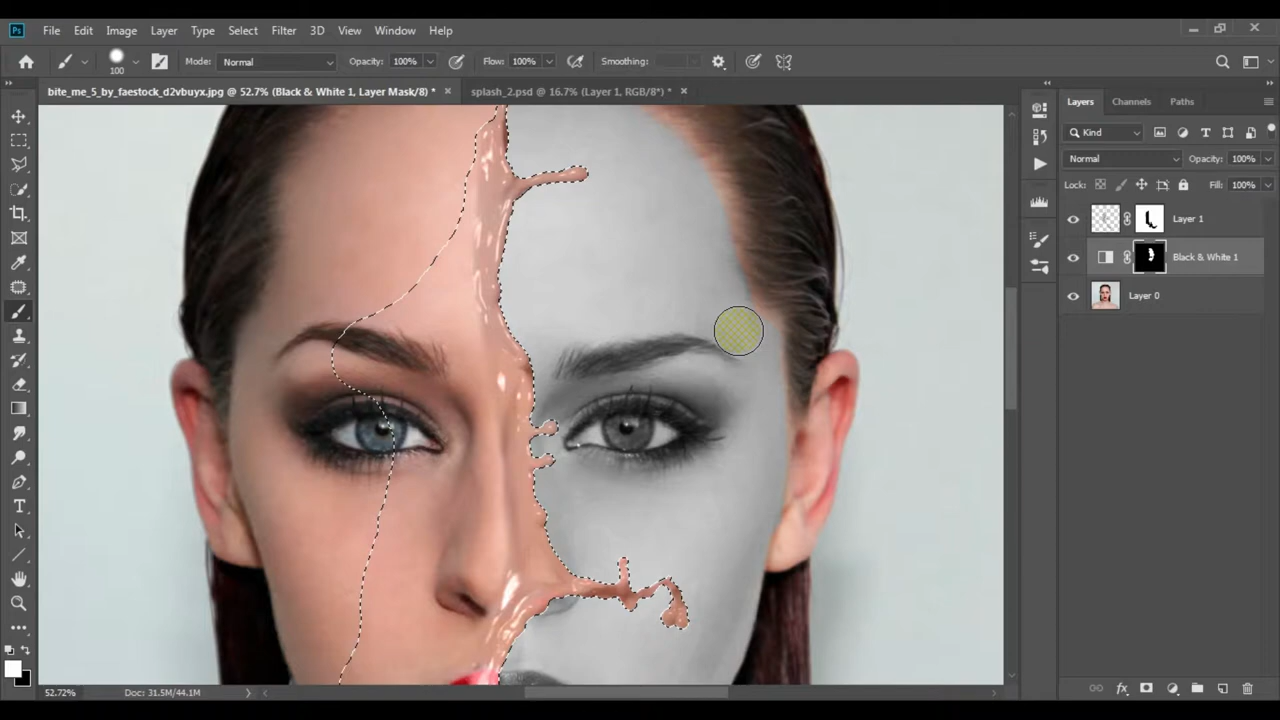 Ps File Edit Image Layer Type Select Filter 3D View Window Help
100 Mode: Normal Opacity: 100% Flow: 100% Smoothing:
bite_me_5_by_faestock_d2vbuyx.jpg @ 52.7% (Black & White 1, Layer Mask/8) * splash_2.psd @ 16.7% (Layer 1, RGB/8*) *
Layers Channels Paths
Kind
Normal Opacity: 100%
Lock: Fill: 100%
Layer 1
Black & White 1
Layer 0
52.72% Doc: 31.5M/44.1M